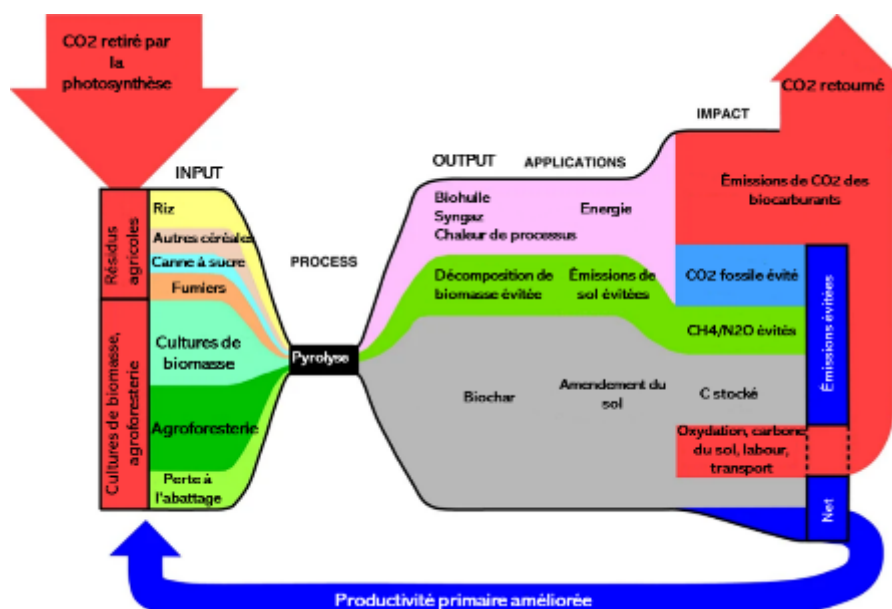 CO2 retiré par
la
photosynthèse
CO2 retourné
IMPACT
INPUT
OUTPUT
APPLICATIONS
PROCESS
Résidus
agricoles
Riz
Autres céréales
Canne à sucre
Fumiers
Cultures de biomasse,
agroforesterie
Cultures de
biomasse
Agroforesterie
Perte à
l'abattage
Pyrolyse
Biohulle
Syngaz
Chaleur de processus
Energie
Décomposition de
biomasse évitée
Émissions de
sol évitées
Biochar
Amendement du
sol
Émissions de CO2 des
biocarburants
CO2 fossile évité
CH4/N2O évités
C stocké
Oxydation, carbone
du sol, labour,
transport
Émissions évitées
Net
Productivité primaire améliorée